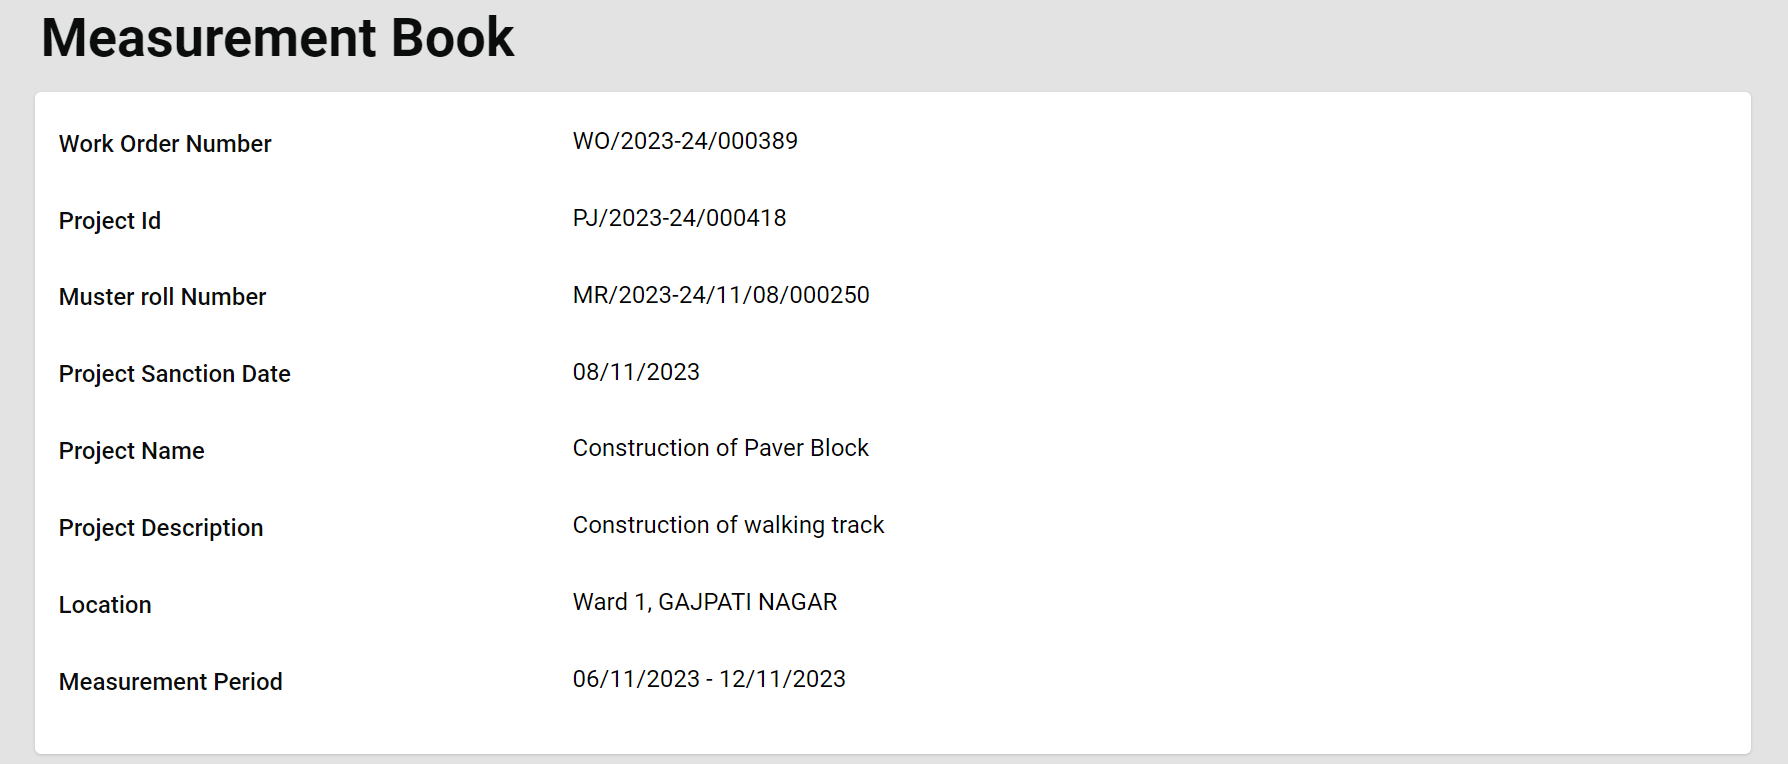 Measurement Book
Work Order Number WO/2023-24/000389
Project Id PJ/2023-24/000418
Muster roll Number MR/2023-24/11/08/000250
Project Sanction Date 08/11/2023
Project Name Construction of Paver Block
Project Description Construction of walking track
Location Ward 1, GAJPATI NAGAR
Measurement Period 06/11/2023 - 12/11/2023